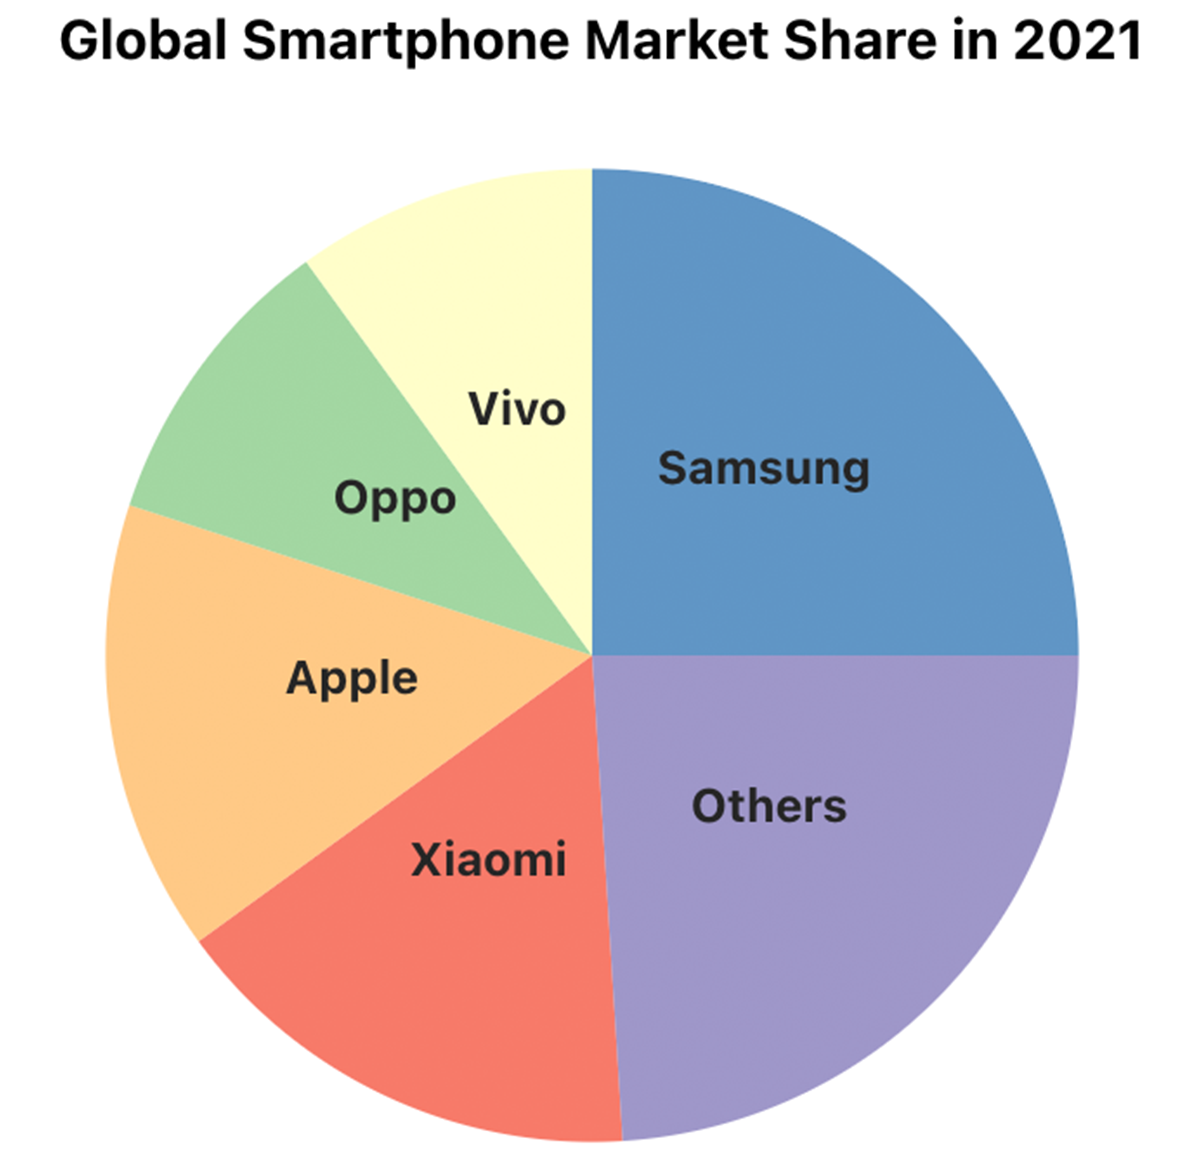 Global Smartphone Market Share in 2021
Vivo
Samsung
Oppo
Apple
Others
Xiaomi